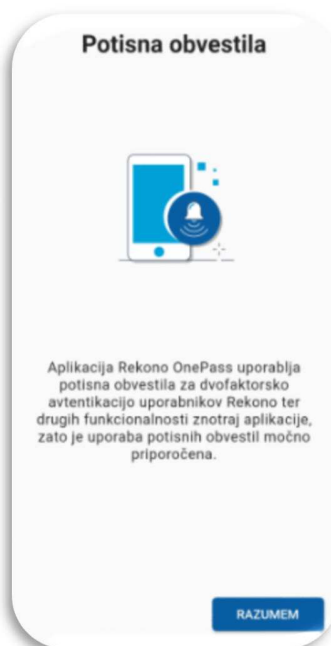 Potisna obvestila
Aplikacija Rekono OnePass uporablja
potisna obvestila za dvofaktorsko
avtentikacijo uporabnikov Rekono ter
drugih funkcionalnosti znotraj aplikacije,
zato je uporaba potisnih obvestil močno
priporočena.
RAZUMEM